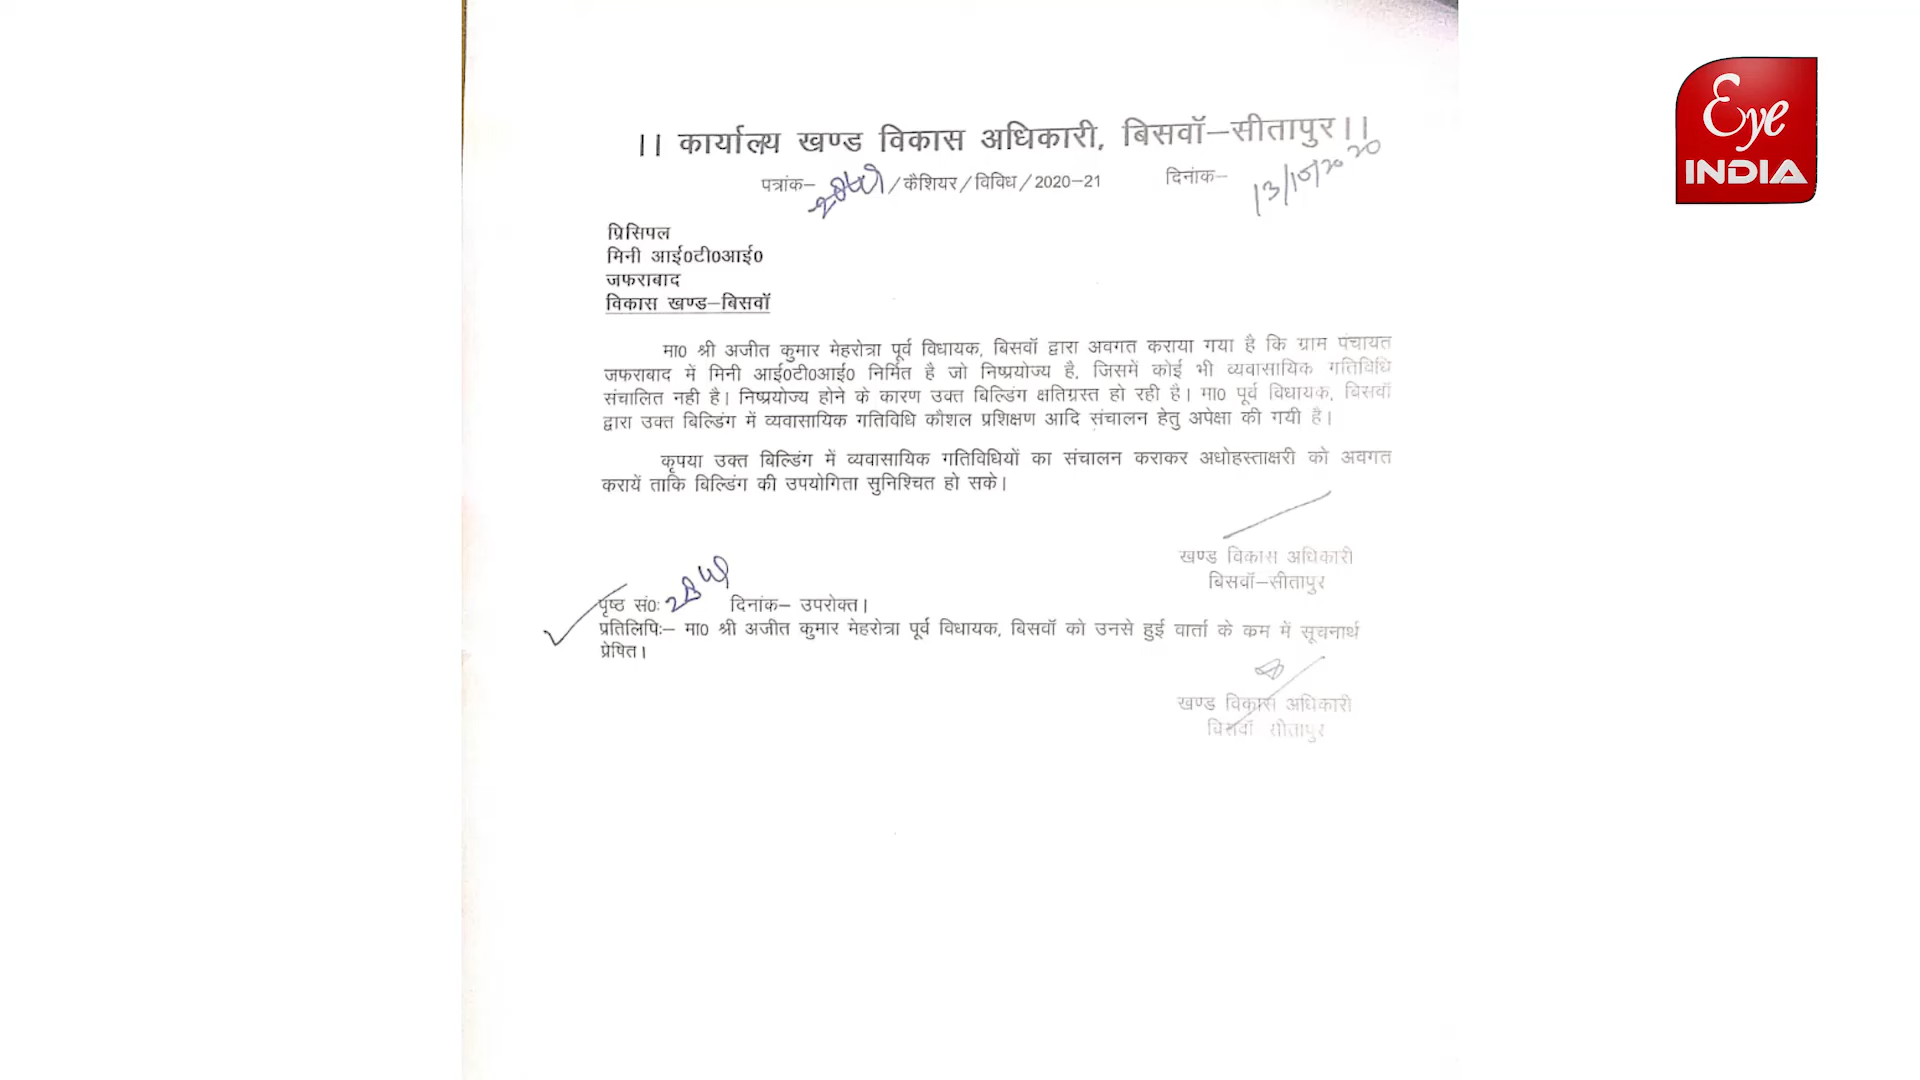 ।। कार्यालय खण्ड विकास अधिकारी, बिसवॉ–सीतापुर।।
पत्रांक– /कैशियर/विविध/2020–21 दिनांक– 13/10/2020
प्रिसिपल
मिनी आई0टी0आई0
जफराबाद
विकास खण्ड–बिसवॉ
मा0 श्री अजीत कुमार मेहरोत्रा पूर्व विधायक, बिसवॉ द्वारा अवगत कराया गया है कि ग्राम पंचायत
जफराबाद में मिनी आई0टी0आई0 निर्मित है जो निष्प्रयोज्य है, जिसमें कोई भी व्यवासायिक गतिविधि
संचालित नही है। निष्प्रयोज्य होने के कारण उक्त बिल्डिंग क्षतिग्रस्त हो रही है। मा0 पूर्व विधायक, बिसवॉ
द्वारा उक्त बिल्डिंग में व्यवासायिक गतिविधि कौशल प्रशिक्षण आदि संचालन हेतु अपेक्षा की गयी है।
कृपया उक्त बिल्डिंग में व्यवासायिक गतिविधियों का संचालन कराकर अधोहस्ताक्षरी को अवगत
करायें ताकि बिल्डिंग की उपयोगिता सुनिश्चित हो सके।
खण्ड विकास अधिकारी
बिसवॉ–सीतापुर
पृष्ठ सं0: दिनांक– उपरोक्त।
प्रतिलिपिः– मा0 श्री अजीत कुमार मेहरोत्रा पूर्व विधायक, बिसवॉ को उनसे हुई वार्ता के कम में सूचनार्थ
प्रेषित।
खण्ड विकास अधिकारी
बिसवॉ सीतापुर
Eye
INDIA